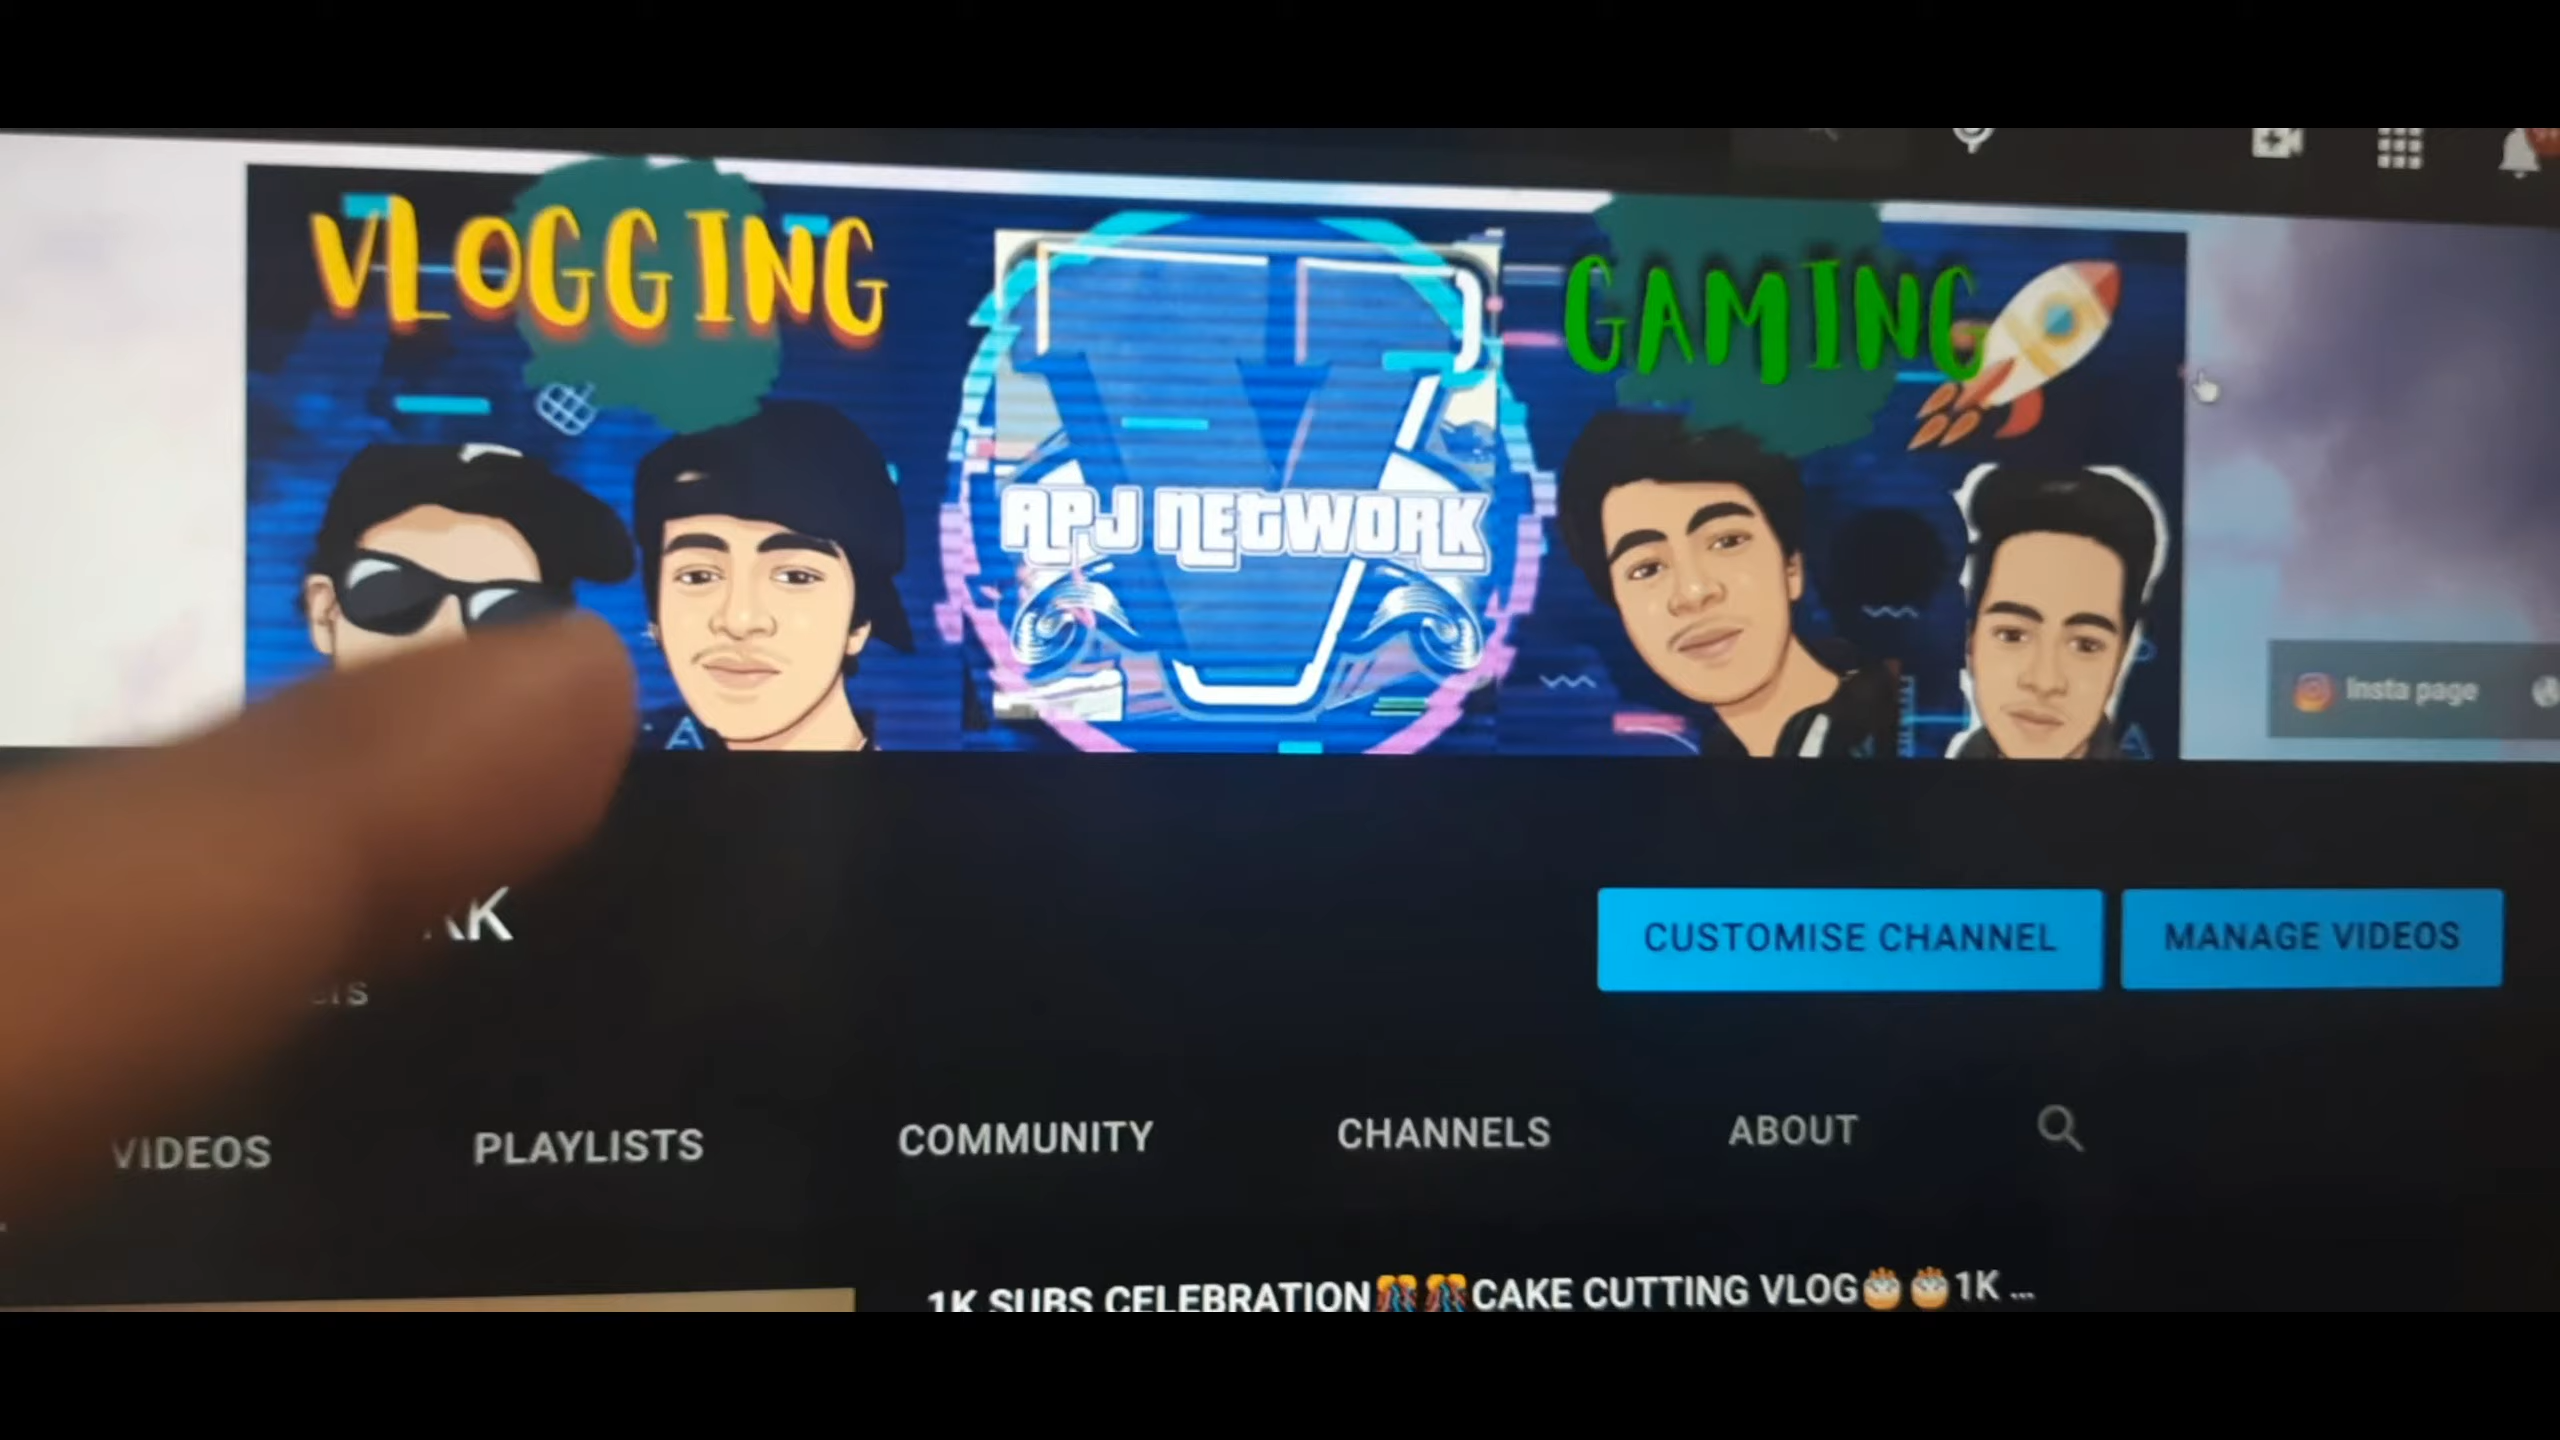 VLOGGING
GAMING
APJ NETWORK
Insta page
CUSTOMISE CHANNEL
MANAGE VIDEOS
VIDEOS
PLAYLISTS
COMMUNITY
CHANNELS
ABOUT
1K SUBS CELEBRATION🎊🎊CAKE CUTTING VLOG🎂🎂1K ...